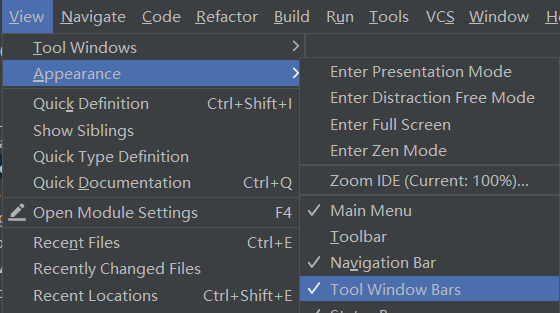 View Navigate Code Refactor Build Run Tools VCS Window
Tool Windows
Appearance
Quick Definition Ctrl+Shift+I
Show Siblings
Quick Type Definition
Quick Documentation Ctrl+Q
Open Module Settings F4
Recent Files Ctrl+E
Recently Changed Files
Recent Locations Ctrl+Shift+E
Enter Presentation Mode
Enter Distraction Free Mode
Enter Full Screen
Enter Zen Mode
Zoom IDE (Current: 100%)...
Main Menu
Toolbar
Navigation Bar
Tool Window Bars